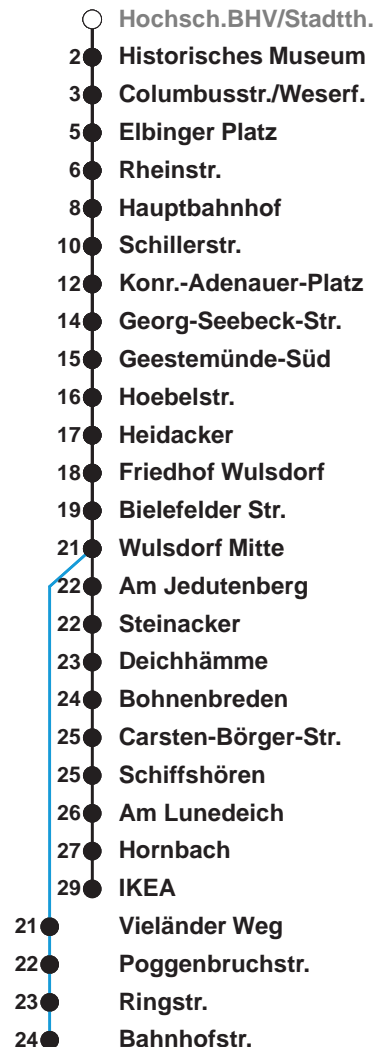 Hochsch.BHV/Stadtth.
2 Historisches Museum
3 Columbusstr./Weserf.
5 Elbinger Platz
6 Rheinstr.
8 Hauptbahnhof
10 Schillerstr.
12 Konr.-Adenauer-Platz
14 Georg-Seebeck-Str.
15 Geestemünde-Süd
16 Hoebelstr.
17 Heidacker
18 Friedhof Wulsdorf
19 Bielefelder Str.
21 Wulsdorf Mitte
22 Am Jedutenberg
22 Steinacker
23 Deichhämme
24 Bohnenbreden
25 Carsten-Börger-Str.
25 Schiffshören
26 Am Lunedeich
27 Hornbach
29 IKEA
21 Vieländer Weg
22 Poggenbruchstr.
23 Ringstr.
24 Bahnhofstr.